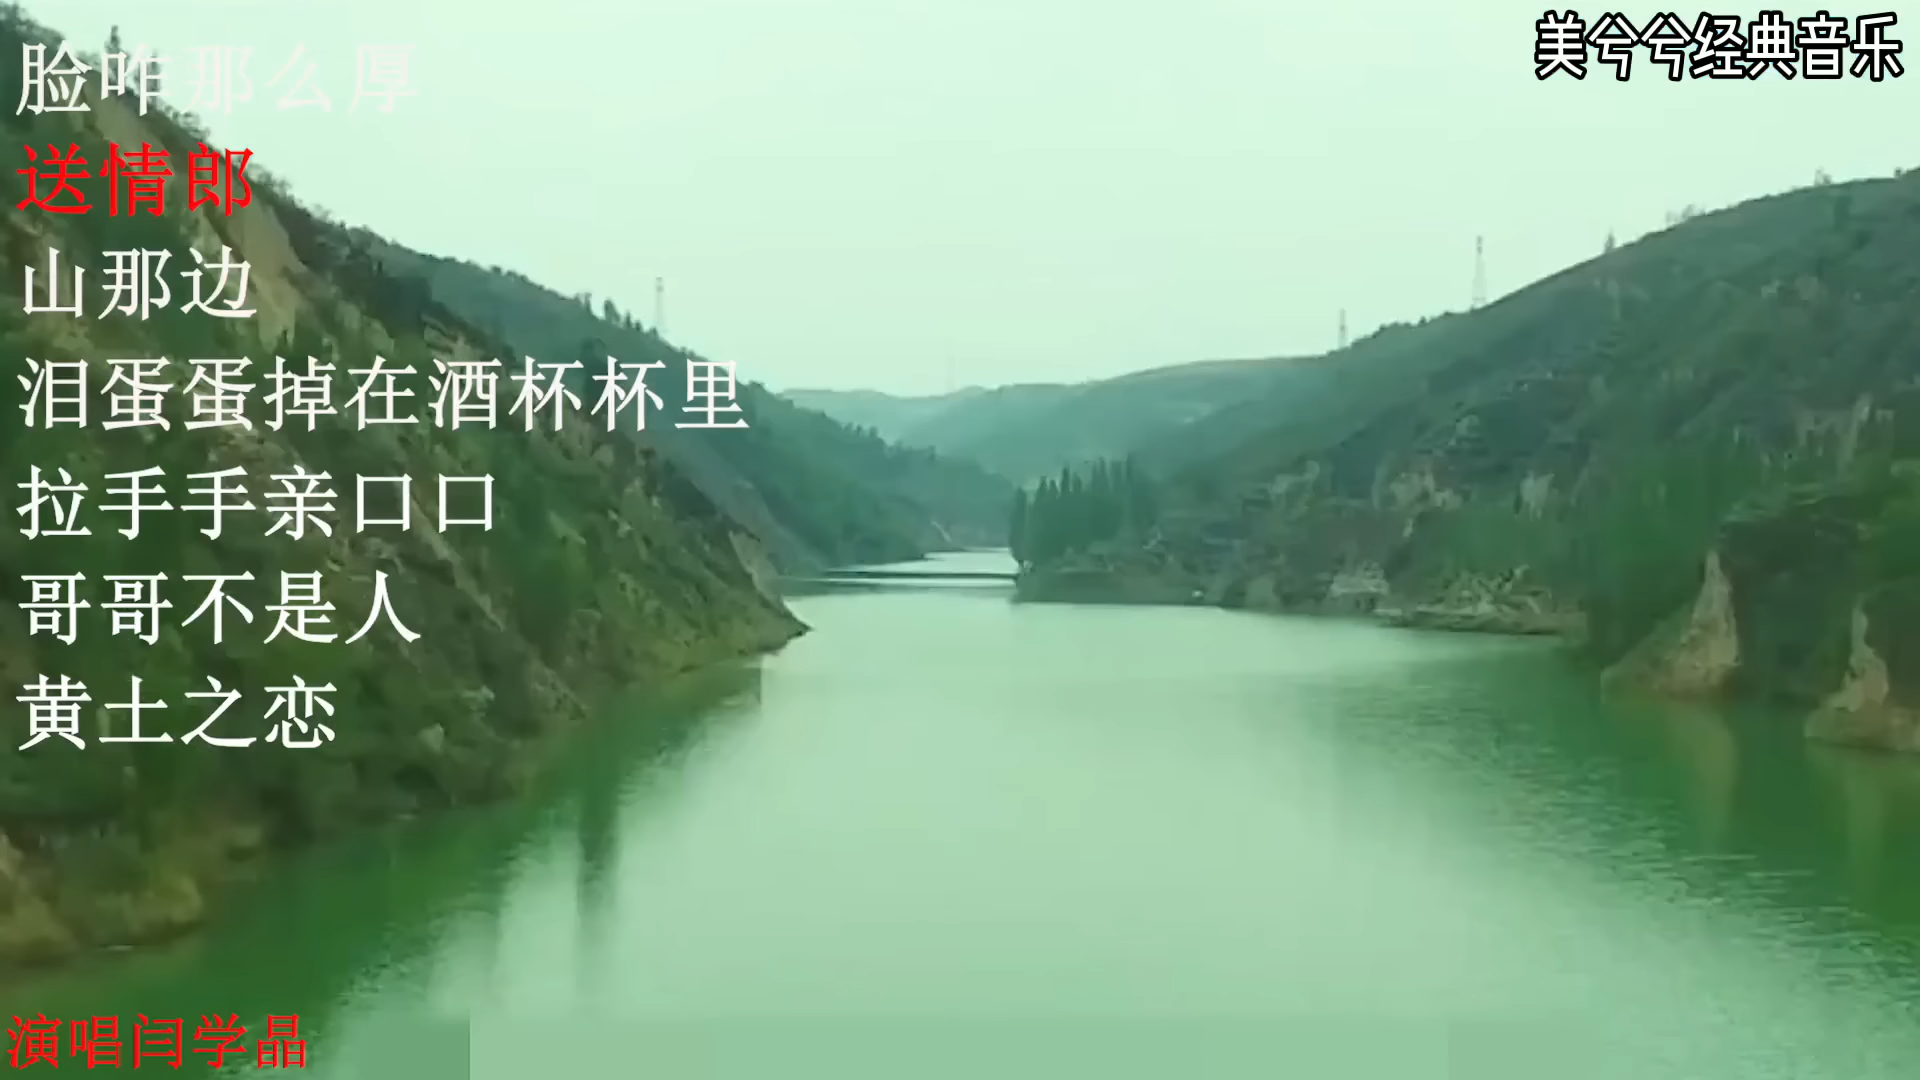 美兮兮经典音乐
脸咋那么厚
送情郎
山那边
泪蛋蛋掉在酒杯杯里
拉手手亲口口
哥哥不是人
黄土之恋
演唱闫学晶